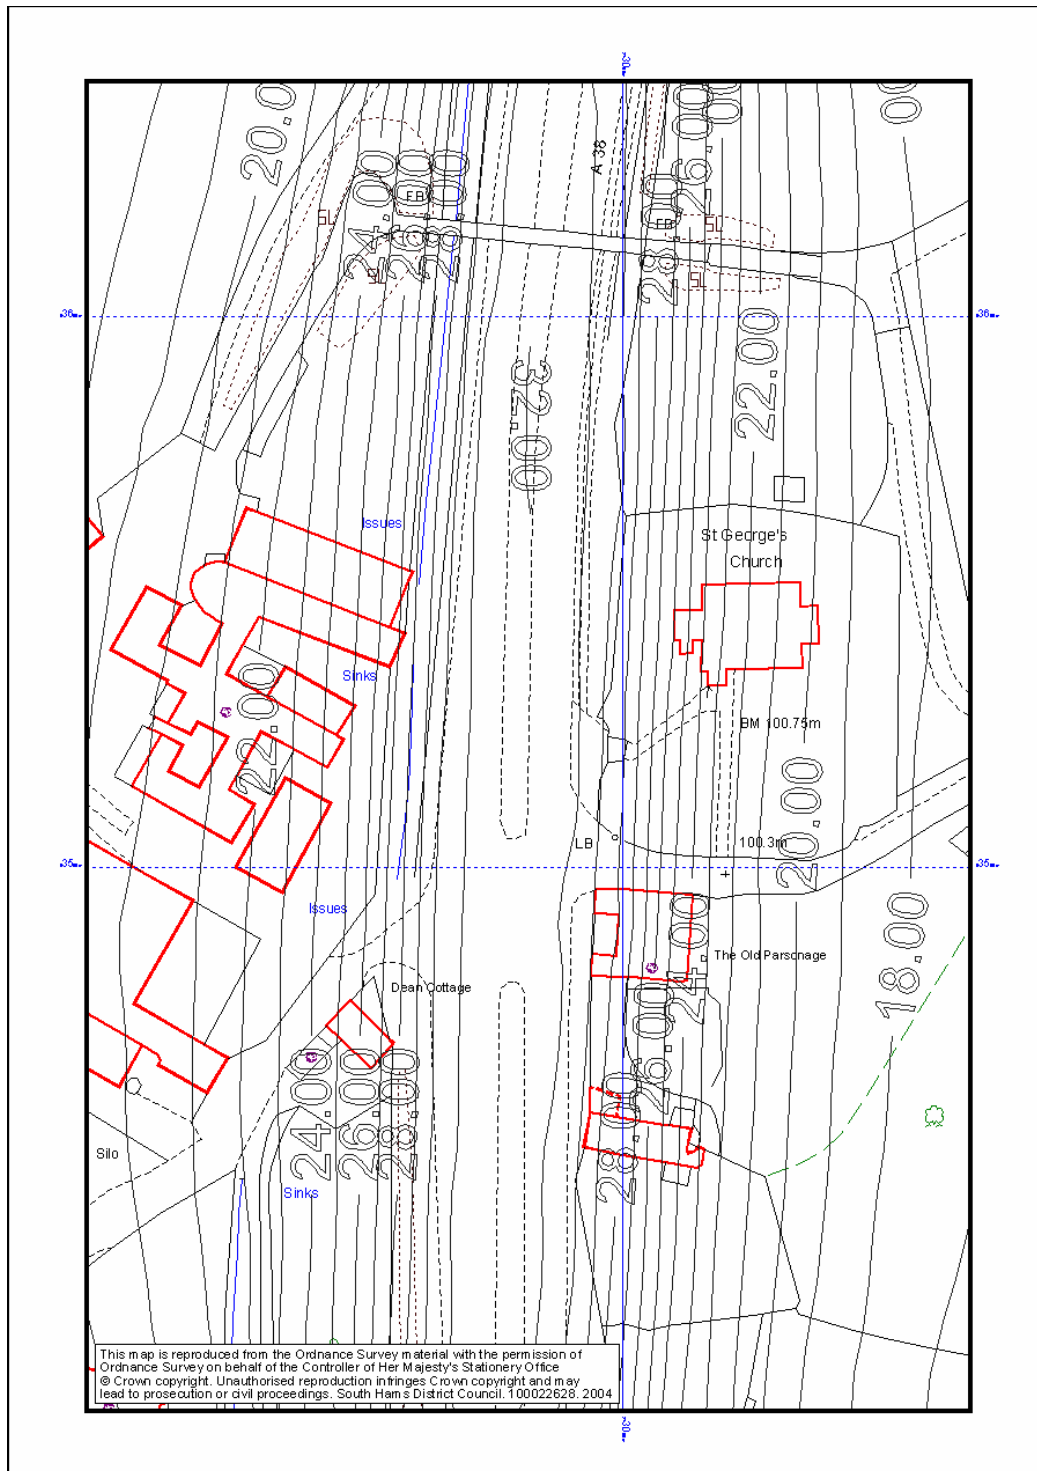 30
20.0
24.00
26.00
28.00
FB
SL
SL
A 38
28.00
26.00
00
00
FB
SL
SL
36
36
22.00
32.00
Issues
St George's
Church
Sinks
22.00
BM 100.75m
20.00
LB
100.3m
35
35
Issues
24.00
18.00
The Old Parsonage
Dean Cottage
26.00
24.00
26.00
28.00
28.00
Silo
Sinks
This map is reproduced from the Ordnance Survey material with the permission of
Ordnance Survey on behalf of the Controller of Her Majesty's Stationery Office
© Crown copyright. Unauthorised reproduction infringes Crown copyright and may
lead to prosecution or civil proceedings. South Hams District Council. 100022628. 2004
30